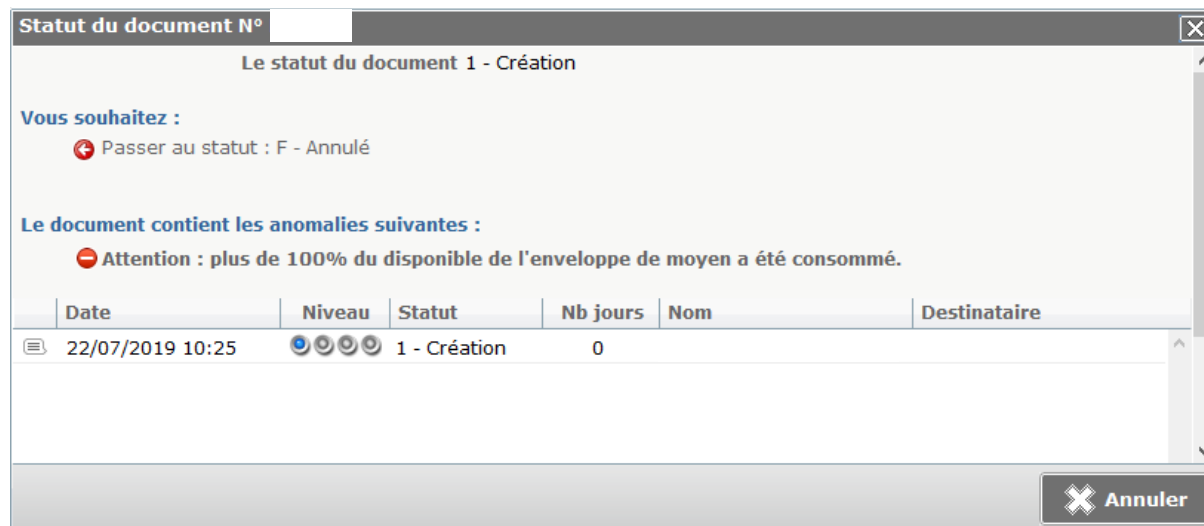 Statut du document N°
Le statut du document 1 - Création
Vous souhaitez :
Passer au statut : F - Annulé
Le document contient les anomalies suivantes :
Attention : plus de 100% du disponible de l'enveloppe de moyen a été consommé.
Date Niveau Statut Nb jours Nom Destinataire
22/07/2019 10:25 1 - Création 0
Annuler